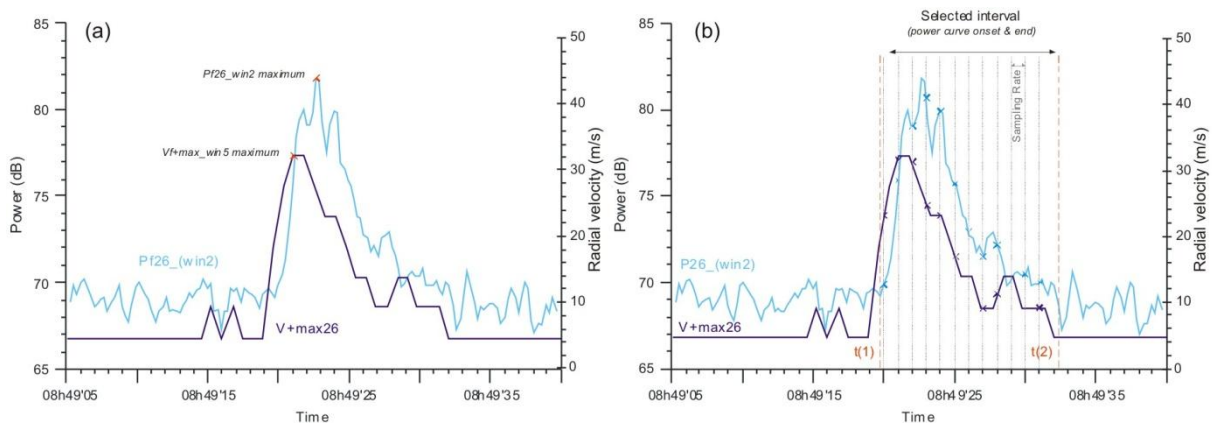 (a)
85
80
75
70
65
Power (dB)
50
40
30
20
10
0
Radial velocity (m/s)
Pf26_win2 maximum
Vf+max_win5 maximum
Pf26_(win2)
V+max26
08h49'05
08h49'15
08h49'25
08h49'35
Time
(b)
Selected interval
(power curve onset & end)
Sampling Rate
85
80
75
70
65
Power (dB)
50
40
30
20
10
0
Radial velocity (m/s)
P26_(win2)
V+max26
t(1)
t(2)
08h49'05
08h49'15
08h49'25
08h49'35
Time